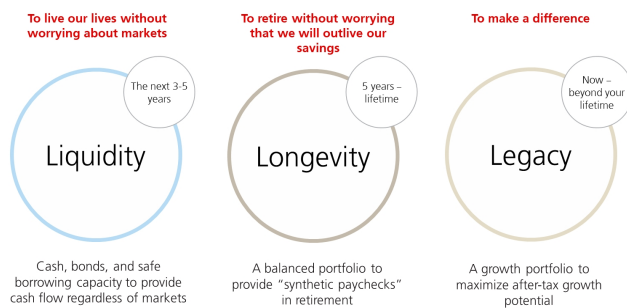 To live our lives without
worrying about markets
The next 3-5
years
Liquidity
Cash, bonds, and safe
borrowing capacity to provide
cash flow regardless of markets
To retire without worrying
that we will outlive our
savings
5 years –
lifetime
Longevity
A balanced portfolio to
provide “synthetic paychecks”
in retirement
To make a difference
Now –
beyond your
lifetime
Legacy
A growth portfolio to
maximize after-tax growth
potential